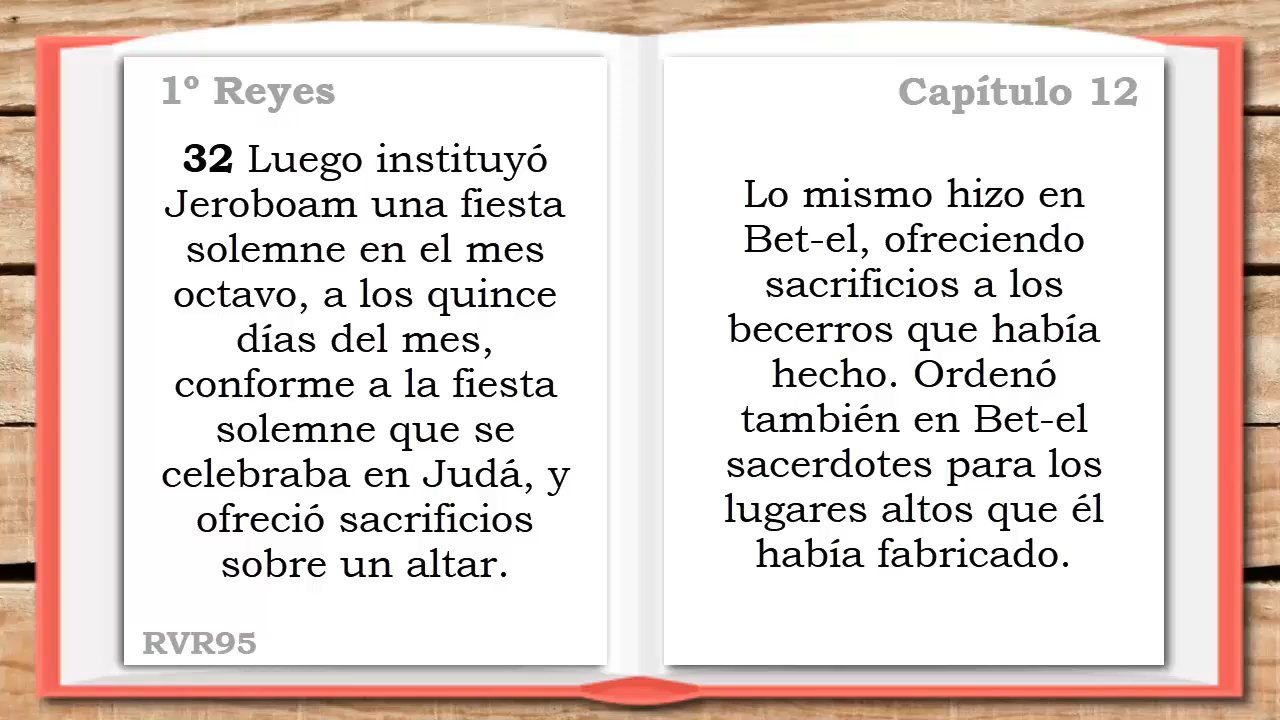 1º Reyes
32 Luego instituyó
Jeroboam una fiesta
solemne en el mes
octavo, a los quince
días del mes,
conforme a la fiesta
solemne que se
celebraba en Judá, y
ofreció sacrificios
sobre un altar.
RVR95
Capítulo 12
Lo mismo hizo en
Bet-el, ofreciendo
sacrificios a los
becerros que había
hecho. Ordenó
también en Bet-el
sacerdotes para los
lugares altos que él
había fabricado.